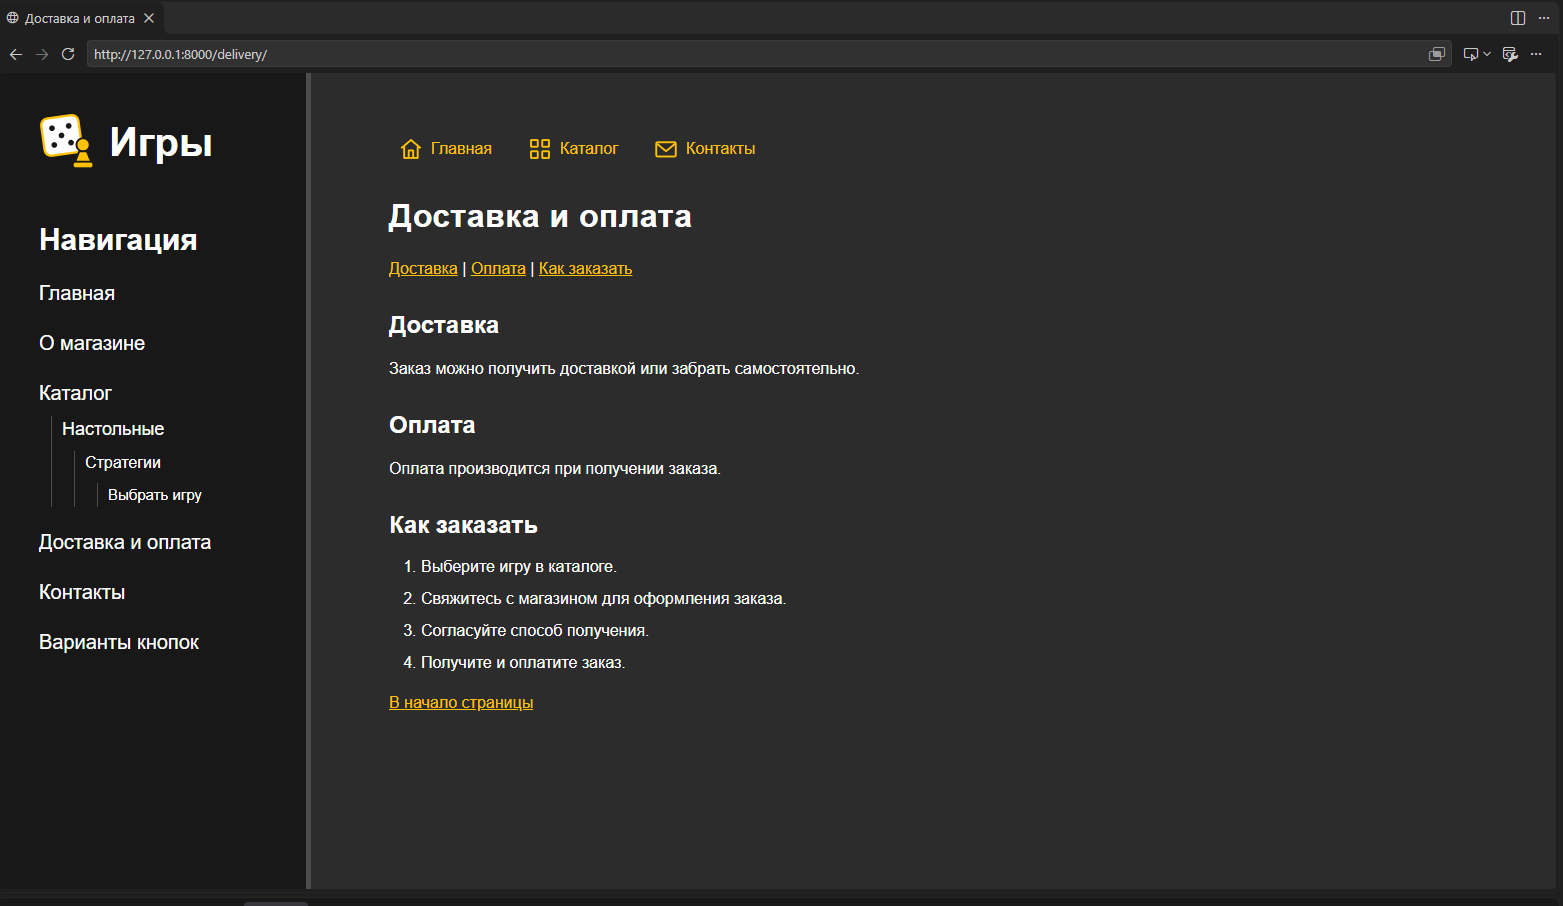 Доставка и оплата
http://127.0.0.1:8000/delivery/
Игры
Навигация
Главная
О магазине
Каталог
Настольные
Стратегии
Выбрать игру
Доставка и оплата
Контакты
Варианты кнопок
Главная Каталог Контакты
Доставка и оплата
Доставка | Оплата | Как заказать
Доставка
Заказ можно получить доставкой или забрать самостоятельно.
Оплата
Оплата производится при получении заказа.
Как заказать
1. Выберите игру в каталоге.
2. Свяжитесь с магазином для оформления заказа.
3. Согласуйте способ получения.
4. Получите и оплатите заказ.
В начало страницы